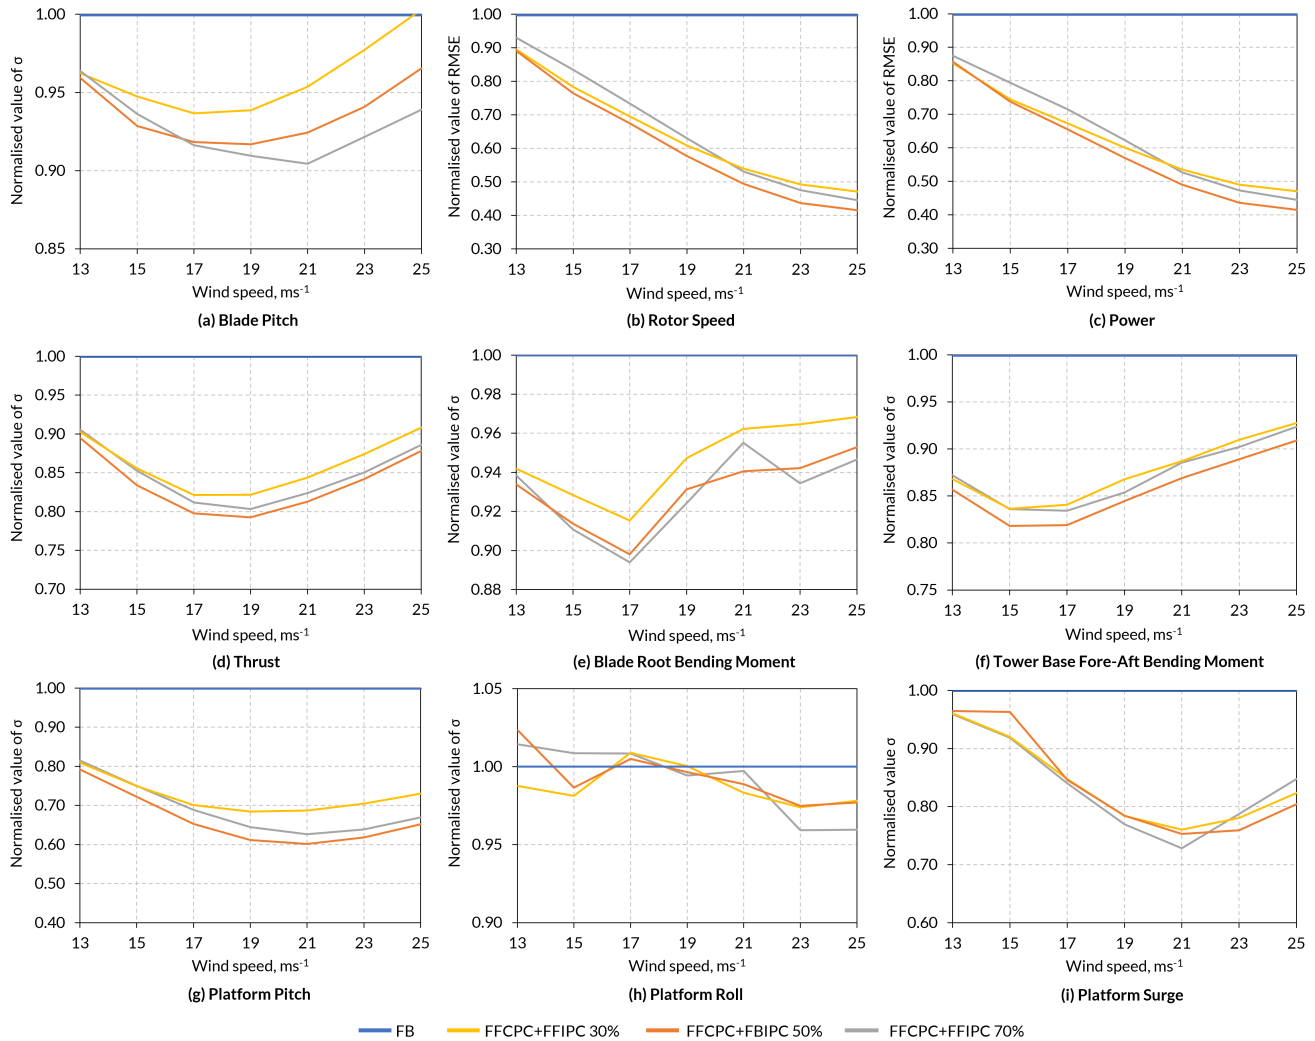 Normalised value of σ
1.00
0.95
0.90
0.85
13 15 17 19 21 23 25
Wind speed, ms-1
(a) Blade Pitch
Normalised value of RMSE
1.00
0.90
0.80
0.70
0.60
0.50
0.40
0.30
13 15 17 19 21 23 25
Wind speed, ms-1
(b) Rotor Speed
Normalised value of RMSE
1.00
0.90
0.80
0.70
0.60
0.50
0.40
0.30
13 15 17 19 21 23 25
Wind speed, ms-1
(c) Power
Normalised value of σ
1.00
0.95
0.90
0.85
0.80
0.75
0.70
13 15 17 19 21 23 25
Wind speed, ms-1
(d) Thrust
Normalised value of σ
1.00
0.98
0.96
0.94
0.92
0.90
0.88
13 15 17 19 21 23 25
Wind speed, ms-1
(e) Blade Root Bending Moment
Normalised value of σ
1.00
0.95
0.90
0.85
0.80
0.75
13 15 17 19 21 23 25
Wind speed, ms-1
(f) Tower Base Fore-Aft Bending Moment
Normalised value of σ
1.00
0.90
0.80
0.70
0.60
0.50
0.40
13 15 17 19 21 23 25
Wind speed, ms-1
(g) Platform Pitch
Normalised value of σ
1.05
1.00
0.95
0.90
13 15 17 19 21 23 25
Wind speed, ms-1
(h) Platform Roll
Normalised value σ
1.00
0.90
0.80
0.70
0.60
13 15 17 19 21 23 25
Wind speed, ms-1
(i) Platform Surge
FB FFCPC+FFIPC 30% FFCPC+FBIPC 50% FFCPC+FFIPC 70%